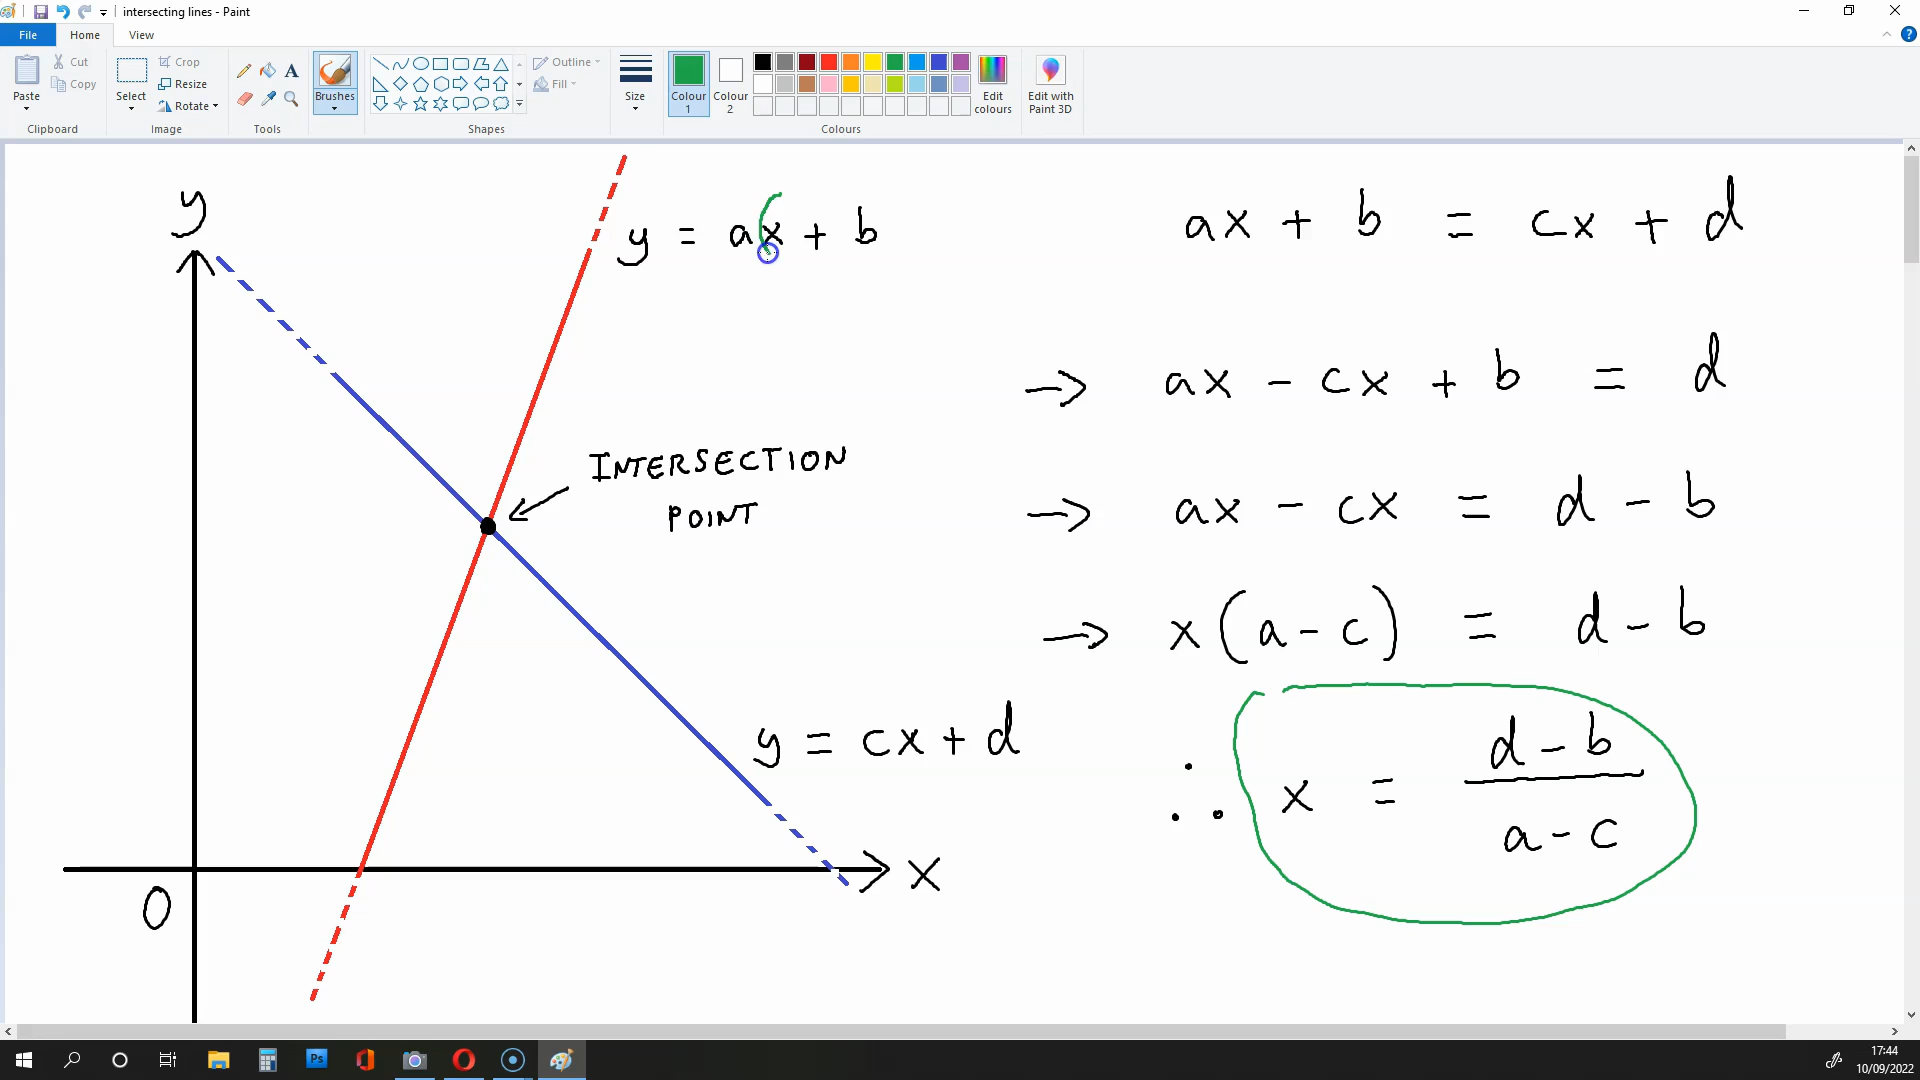 intersecting lines - Paint
File Home View
Paste Cut Copy Select Crop Resize Rotate Brushes Outline Fill Size Colour 1 Colour 2 Edit colours Edit with Paint 3D
Clipboard Image Tools Shapes Colours
y
y = ax + b
INTERSECTION
POINT
y = cx + d
x
0
ax + b = cx + d
→ ax - cx + b = d
→ ax - cx = d - b
→ x(a - c) = d - b
∴ x = d - b
a - c
Ps
17:44
10/09/2022